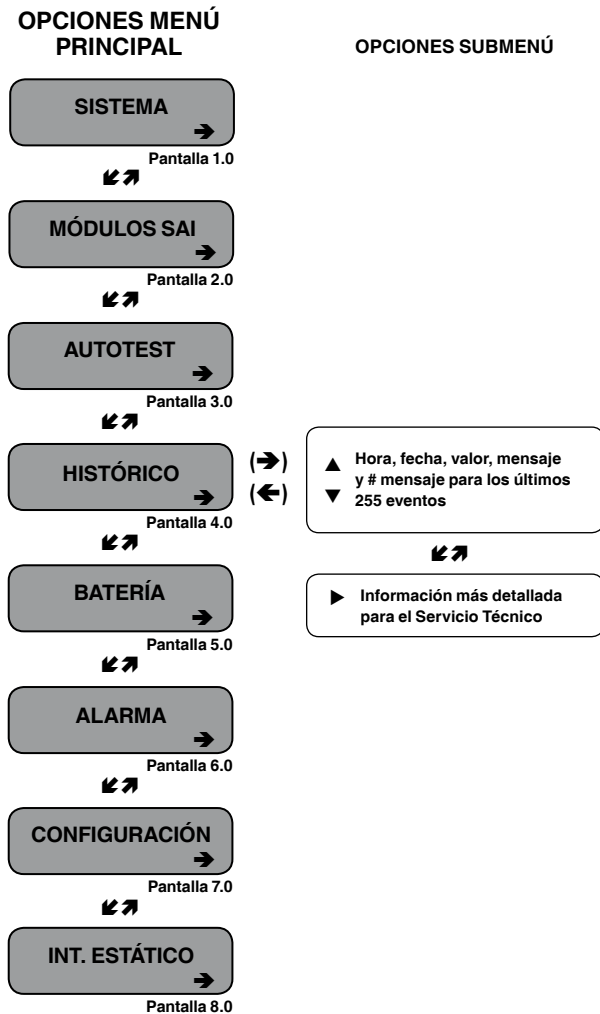 OPCIONES MENÚ
PRINCIPAL
OPCIONES SUBMENÚ
SISTEMA
Pantalla 1.0
MÓDULOS SAI
Pantalla 2.0
AUTOTEST
Pantalla 3.0
HISTÓRICO
Pantalla 4.0
Hora, fecha, valor, mensaje
y # mensaje para los últimos
255 eventos
Información más detallada
para el Servicio Técnico
BATERÍA
Pantalla 5.0
ALARMA
Pantalla 6.0
CONFIGURACIÓN
Pantalla 7.0
INT. ESTÁTICO
Pantalla 8.0